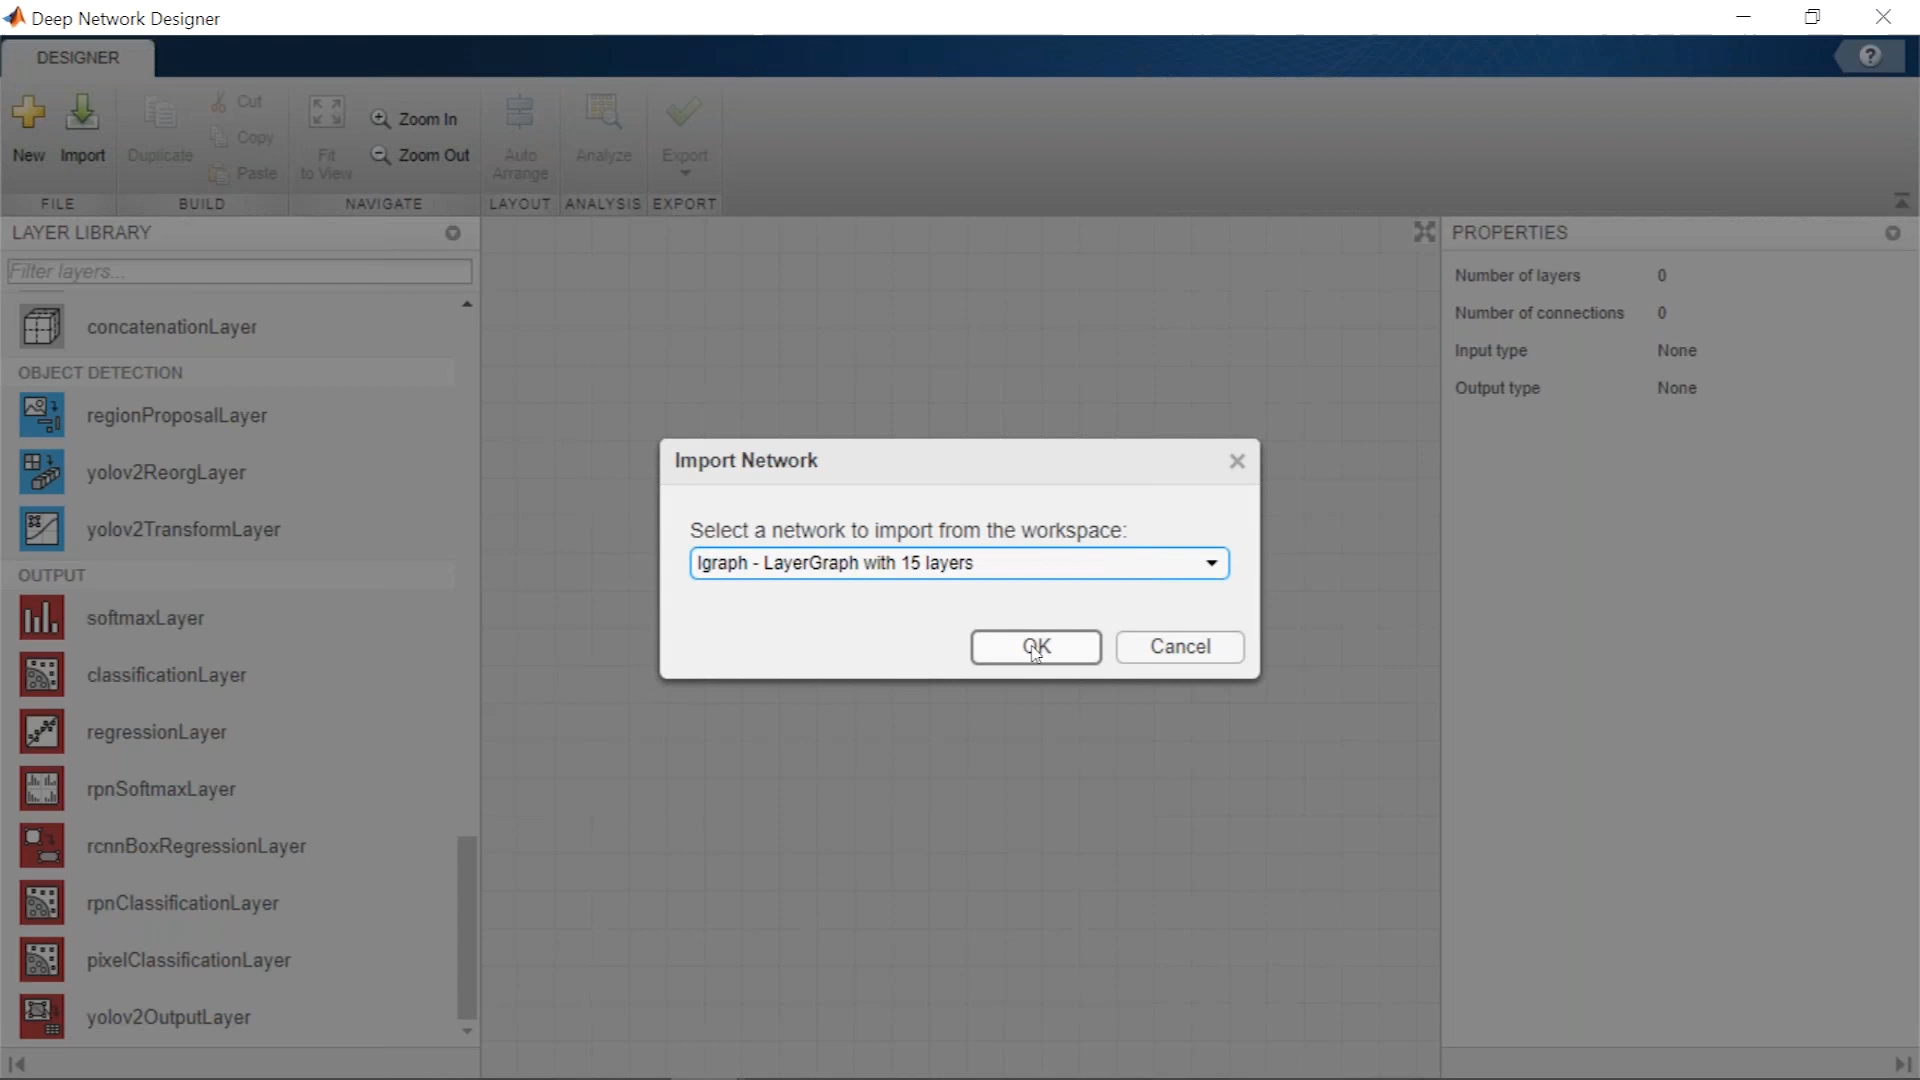 Deep Network Designer
DESIGNER
?
New
Import
Duplicate
Cut
Copy
Paste
Fit
to View
Zoom In
Zoom Out
Auto
Arrange
Analyze
Export
FILE
BUILD
NAVIGATE
LAYOUT
ANALYSIS
EXPORT
LAYER LIBRARY
Filter layers...
concatenationLayer
OBJECT DETECTION
regionProposalLayer
yolov2ReorgLayer
yolov2TransformLayer
OUTPUT
softmaxLayer
classificationLayer
regressionLayer
rpnSoftmaxLayer
rcnnBoxRegressionLayer
rpnClassificationLayer
pixelClassificationLayer
yolov2OutputLayer
Import Network
Select a network to import from the workspace:
lgraph - LayerGraph with 15 layers
OK
Cancel
PROPERTIES
Number of layers 0
Number of connections 0
Input type None
Output type None